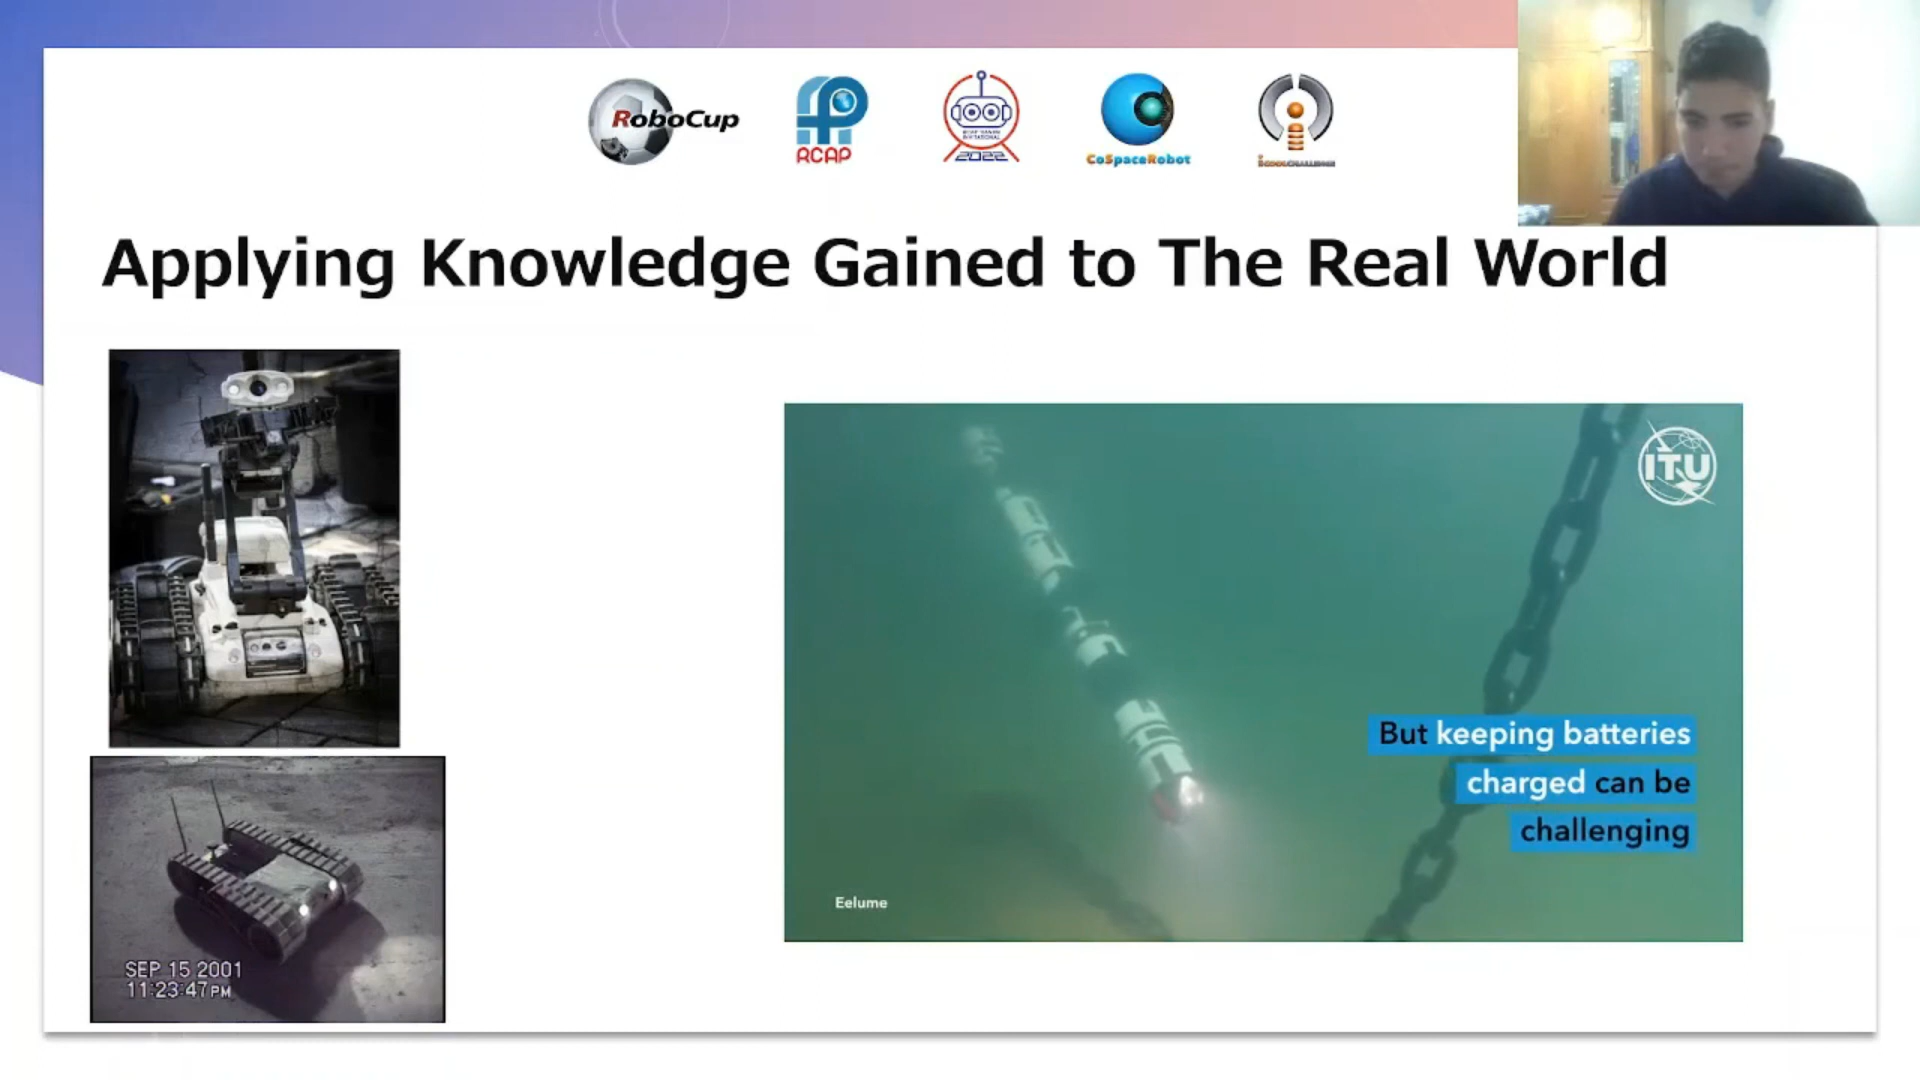 RoboCup
RCAP
2022
CoSpaceRobot
Applying Knowledge Gained to The Real World
ITU
But keeping batteries
charged can be
challenging
Eelume
SEP 15 2001
11:23:47PM